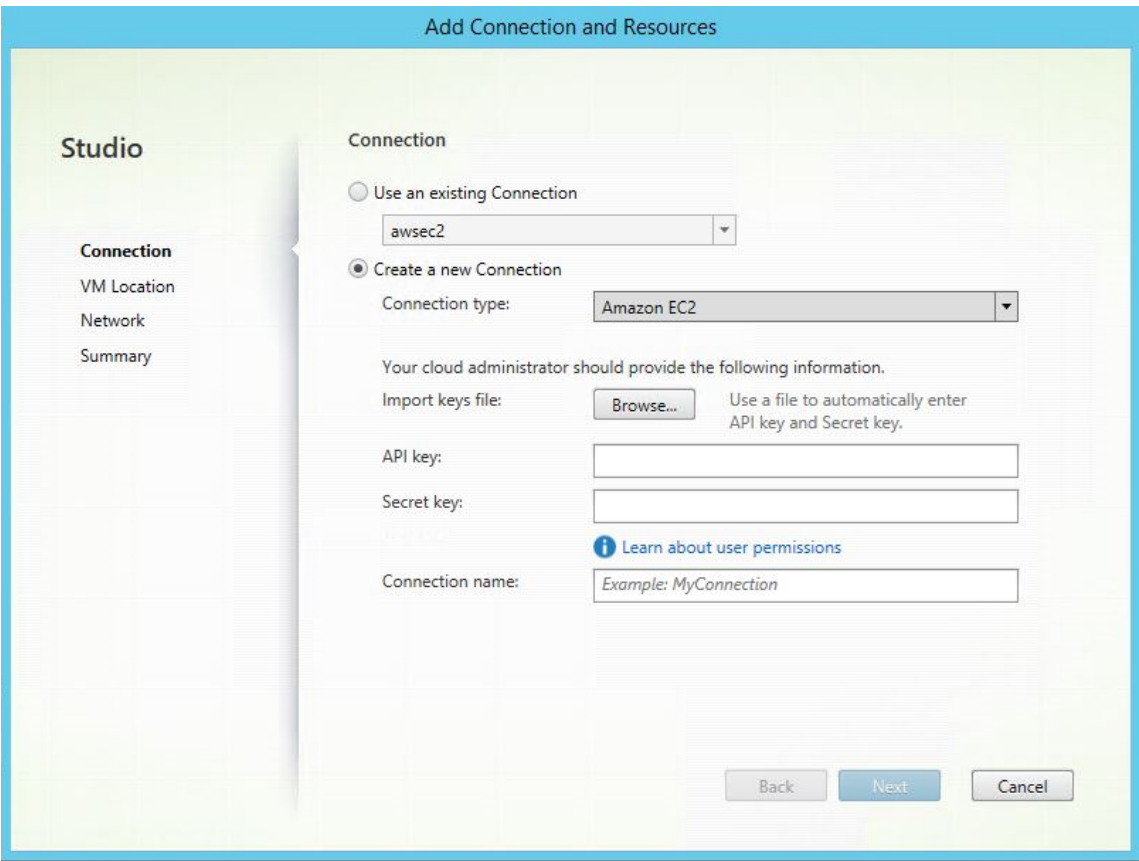 Add Connection and Resources
Studio
Connection
VM Location
Network
Summary
Connection
Use an existing Connection
awsec2
Create a new Connection
Connection type:
Amazon EC2
Your cloud administrator should provide the following information.
Import keys file:
Browse...
Use a file to automatically enter
API key and Secret key.
API key:
Secret key:
Learn about user permissions
Connection name:
Example: MyConnection
Back
Next
Cancel